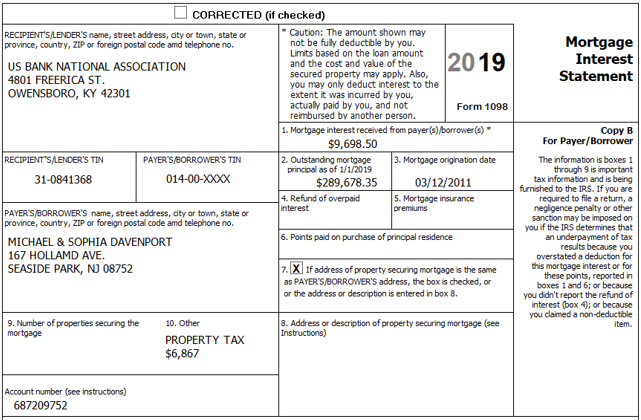 CORRECTED (if checked)
RECIPIENT'S/LENDER'S name, street address, city or town, state or
province, country, ZIP or foreign postal code amd telephone no.
US BANK NATIONAL ASSOCIATION
4801 FREERICA ST.
OWENSBORO, KY 42301
* Caution: The amount shown may
not be fully deductible by you.
Limits based on the loan amount
and the cost and value of the
secured property may apply. Also,
you may only deduct interest to the
extent it was incurred by you,
actually paid by you, and not
reimbursed by another person.
2019
Form 1098
Mortgage
Interest
Statement
1. Mortgage interest received from payer(s)/borrower(s) *
$9,698.50
Copy B
For Payer/Borrower
The information is boxes 1
through 9 is important
tax information and is being
furnished to the IRS. If you are
required to file a return, a
negligence penalty or other
sanction may be imposed on
you if the IRS determines that
an underpayment of tax
results because you
overstated a deduction for
this mortgage interest or for
these points, reported in
boxes 1 and 6; or because
you didn't report the refund of
interest (box 4); or because
you claimed a non-deductible
item.
RECIPIENT'S/LENDER'S TIN
31-0841368
PAYER'S/BORROWER'S TIN
014-00-XXXX
2. Outstanding mortgage
principal as of 1/1/2019
$289,678.35
3. Mortgage origination date
03/12/2011
4. Refund of overpaid
interest
5. Mortgage insurance
premiums
PAYER'S/BORROWER'S name, street address, city or town, state or
province, country, ZIP or foreign postal code amd telephone no.
MICHAEL & SOPHIA DAVENPORT
167 HOLLAMD AVE.
SEASIDE PARK, NJ 08752
6. Points paid on purchase of principal residence
7. X If address of property securing mortgage is the same
as PAYER'S/BORROWER'S address, the box is checked, or
or the address or description is entered in box 8.
9. Number of properties securing the
mortgage
10. Other
PROPERTY TAX
$6,867
8. Address or description of property securing mortgage (see
Instructions)
Account number (see instructions)
687209752